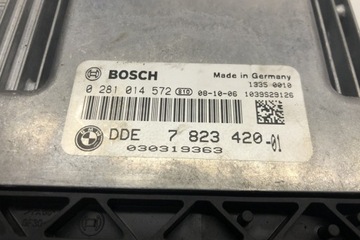 BOSCH
Made in Germany
0 281 014 572 E10 08-10-06
1335 0010
1039S29126
DDE 7 823 420-01
030319363